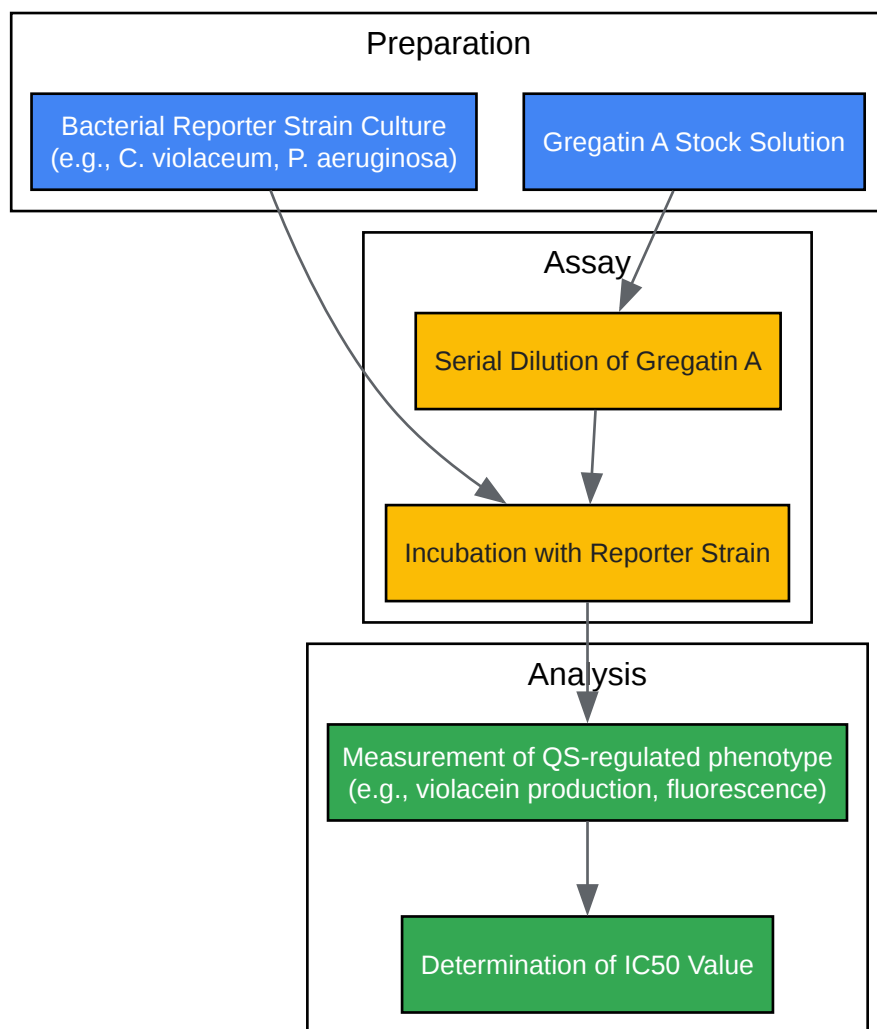 Preparation
Bacterial Reporter Strain Culture
(e.g., C. violaceum, P. aeruginosa)
Gregatin A Stock Solution
Assay
Serial Dilution of Gregatin A
Incubation with Reporter Strain
Analysis
Measurement of QS-regulated phenotype
(e.g., violacein production, fluorescence)
Determination of IC50 Value